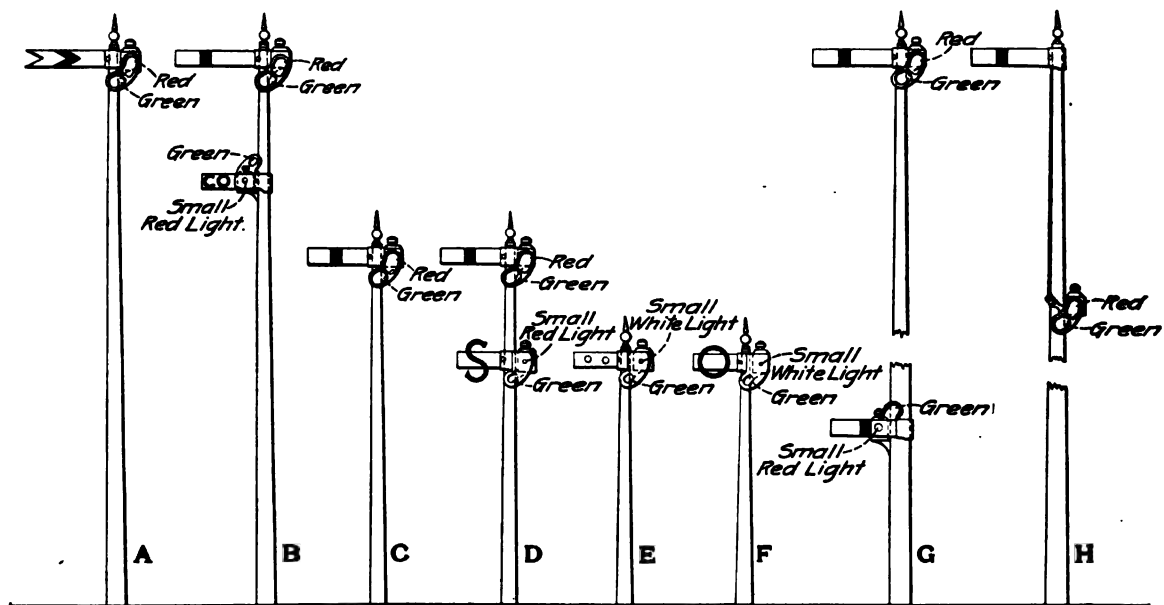 Red
Green
Red
Green
Green
CO
Small
Red Light.
Red
Green
Red
Green
S
Small
Red Light
Green
Small
White Light
Green
Small
White Light
Green
Red
Green
Green
Small
Red Light
Red
Green
A
B
C
D
E
F
G
H